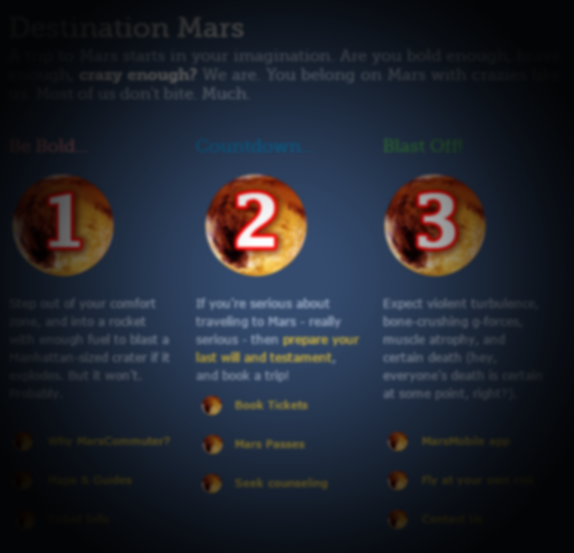 Destination Mars
A trip to Mars starts in your imagination. Are you bold enough, brave
enough, crazy enough? We are. You belong on Mars with crazies like
us. Most of us don't bite. Much.
Be Bold...
Countdown
Blast Off!
1
2
3
Step out of your comfort
zone, and into a rocket
with enough fuel to blast a
Manhattan-sized crater if it
explodes. But it won't.
Probably.
Why MarsCommuter?
Maps & Guides
If you're serious about
traveling to Mars - really
serious - then prepare your
last will and testament,
and book a trip!
Book Tickets
Mars Passes
Seek counseling
Expect violent turbulence,
bone-crushing g-forces,
muscle atrophy, and
certain death (hey,
everyone's death is certain
at some point, right?).
MarsMobile app
Fly at your own
Contact Us